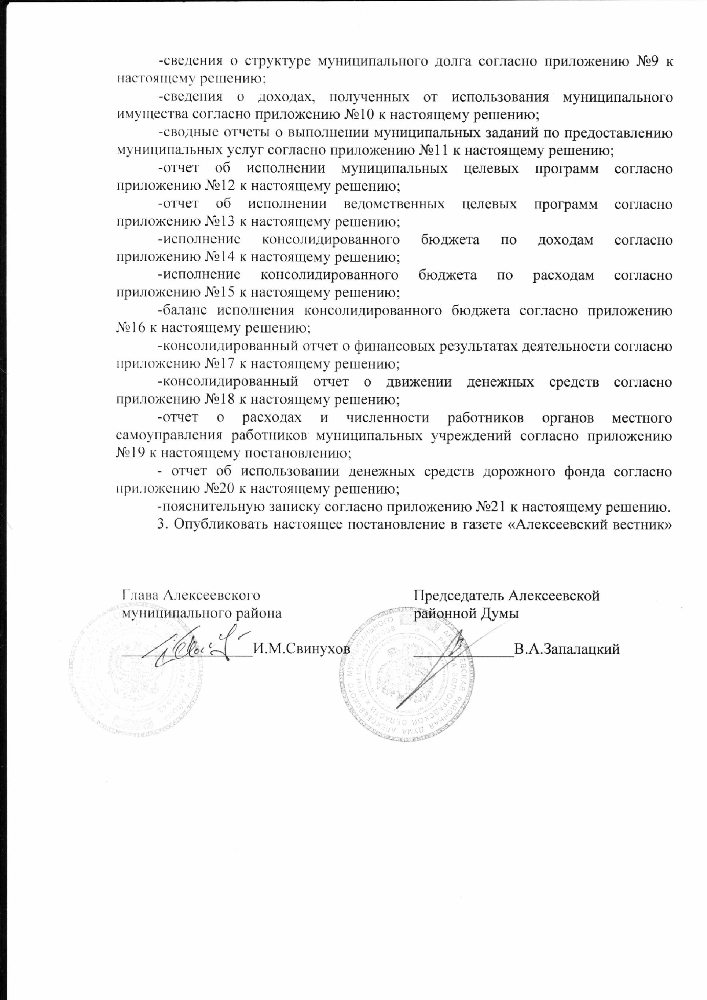 -сведения о структуре муниципального долга согласно приложению №9 к
настоящему решению;
-сведения о доходах, полученных от использования муниципального
имущества согласно приложению №10 к настоящему решению;
-сводные отчеты о выполнении муниципальных заданий по предоставлению
муниципальных услуг согласно приложению №11 к настоящему решению;
-отчет об исполнении муниципальных целевых программ согласно
приложению №12 к настоящему решению;
-отчет об исполнении ведомственных целевых программ согласно
приложению №13 к настоящему решению;
-исполнение консолидированного бюджета по доходам согласно
приложению №14 к настоящему решению;
-исполнение консолидированного бюджета по расходам согласно
приложению №15 к настоящему решению;
-баланс исполнения консолидированного бюджета согласно приложению
№16 к настоящему решению;
-консолидированный отчет о финансовых результатах деятельности согласно
приложению №17 к настоящему решению;
-консолидированный отчет о движении денежных средств согласно
приложению №18 к настоящему решению;
-отчет о расходах и численности работников органов местного
самоуправления работников муниципальных учреждений согласно приложению
№19 к настоящему постановлению;
- отчет об использовании денежных средств дорожного фонда согласно
приложению №20 к настоящему решению;
-пояснительную записку согласно приложению №21 к настоящему решению.
3. Опубликовать настоящее постановление в газете «Алексеевский вестник»
Глава Алексеевского
муниципального района
И.М.Свинухов
Председатель Алексеевской
районной Думы
В.А.Запалацкий
АЛЕКСЕЕВСКАЯ РАЙОННАЯ ДУМА АЛЕКСЕЕВСКОГО МУНИЦИПАЛЬНОГО
РАЙОНА ВОЛГОГРАДСКОЙ ОБЛАСТИ